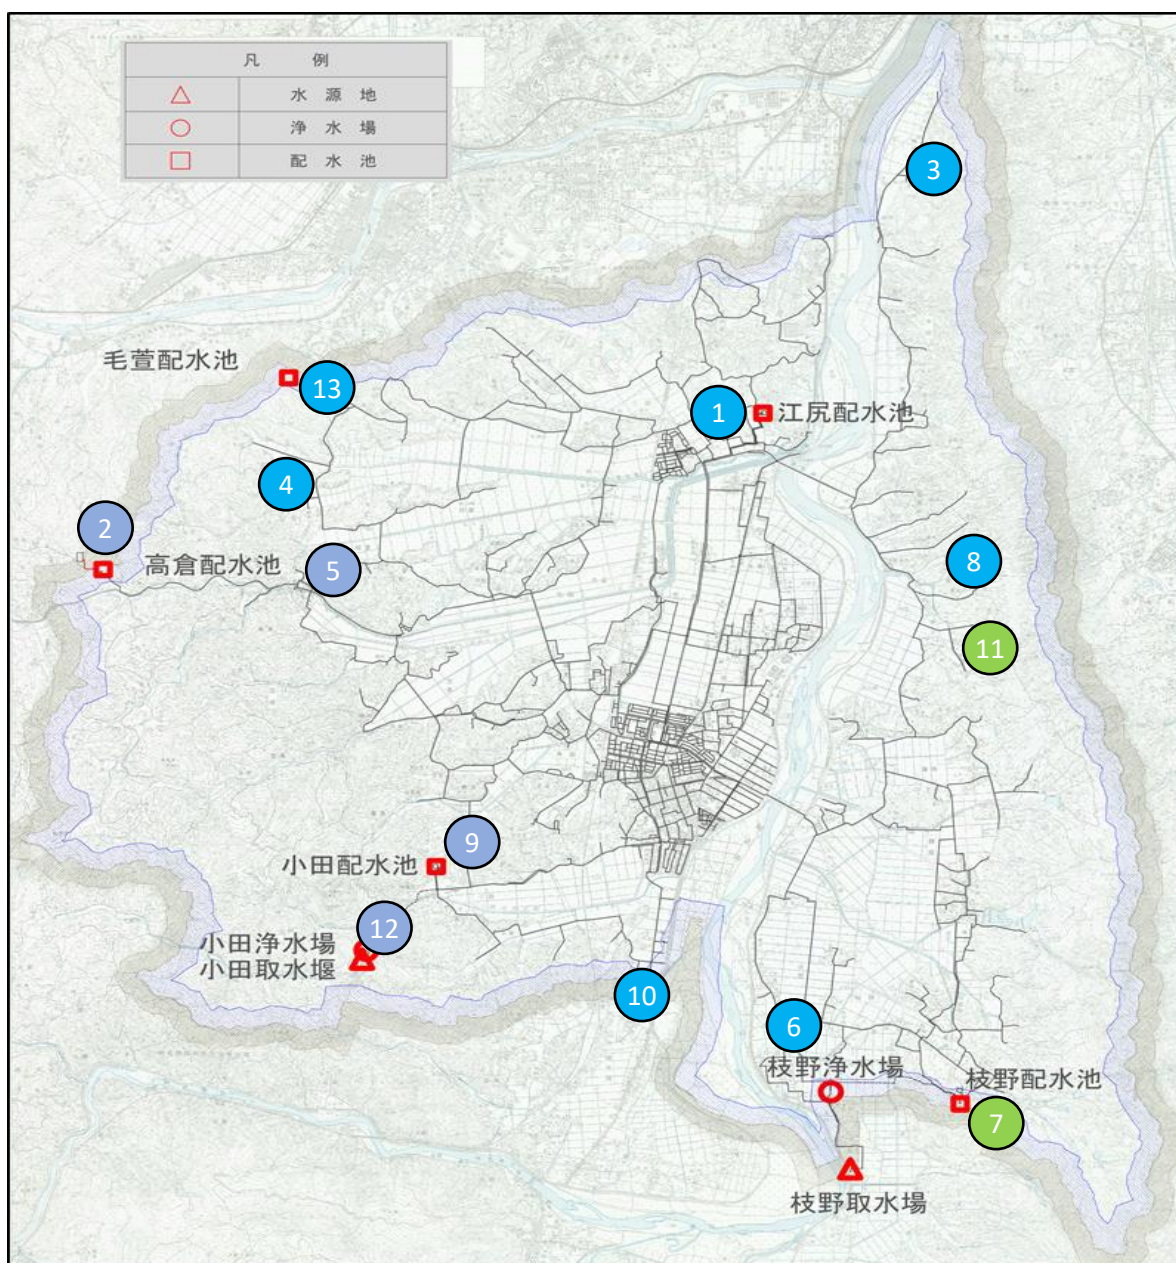 凡 例
水 源 地
浄 水 場
配 水 池
3
毛萱配水池
13
1
江尻配水池
4
2
高倉配水池
5
8
11
9
小田配水池
12
小田浄水場
小田取水堰
10
6
枝野浄水場
枝野配水池
7
枝野取水場